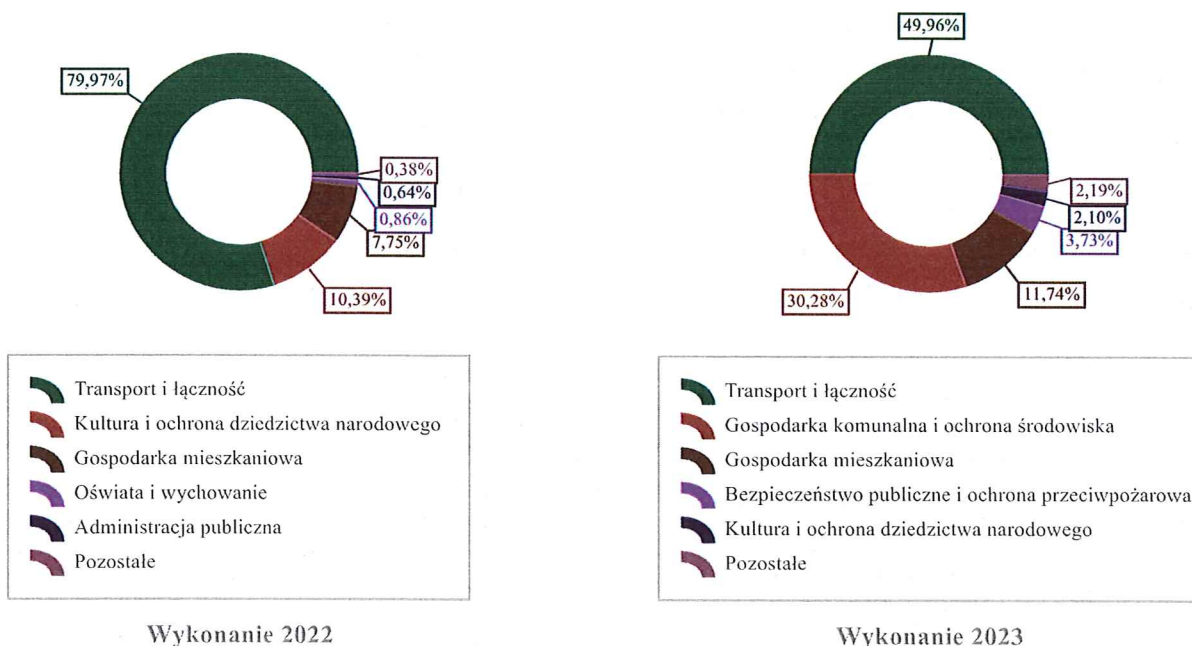 79,97%
0,38%
0,64%
0,86%
7,75%
10,39%
Transport i łączność
Kultura i ochrona dziedzictwa narodowego
Gospodarka mieszkaniowa
Oświata i wychowanie
Administracja publiczna
Pozostałe
Wykonanie 2022
49,96%
2,19%
2,10%
3,73%
11,74%
30,28%
Transport i łączność
Gospodarka komunalna i ochrona środowiska
Gospodarka mieszkaniowa
Bezpieczeństwo publiczne i ochrona przeciwpożarowa
Kultura i ochrona dziedzictwa narodowego
Pozostałe
Wykonanie 2023